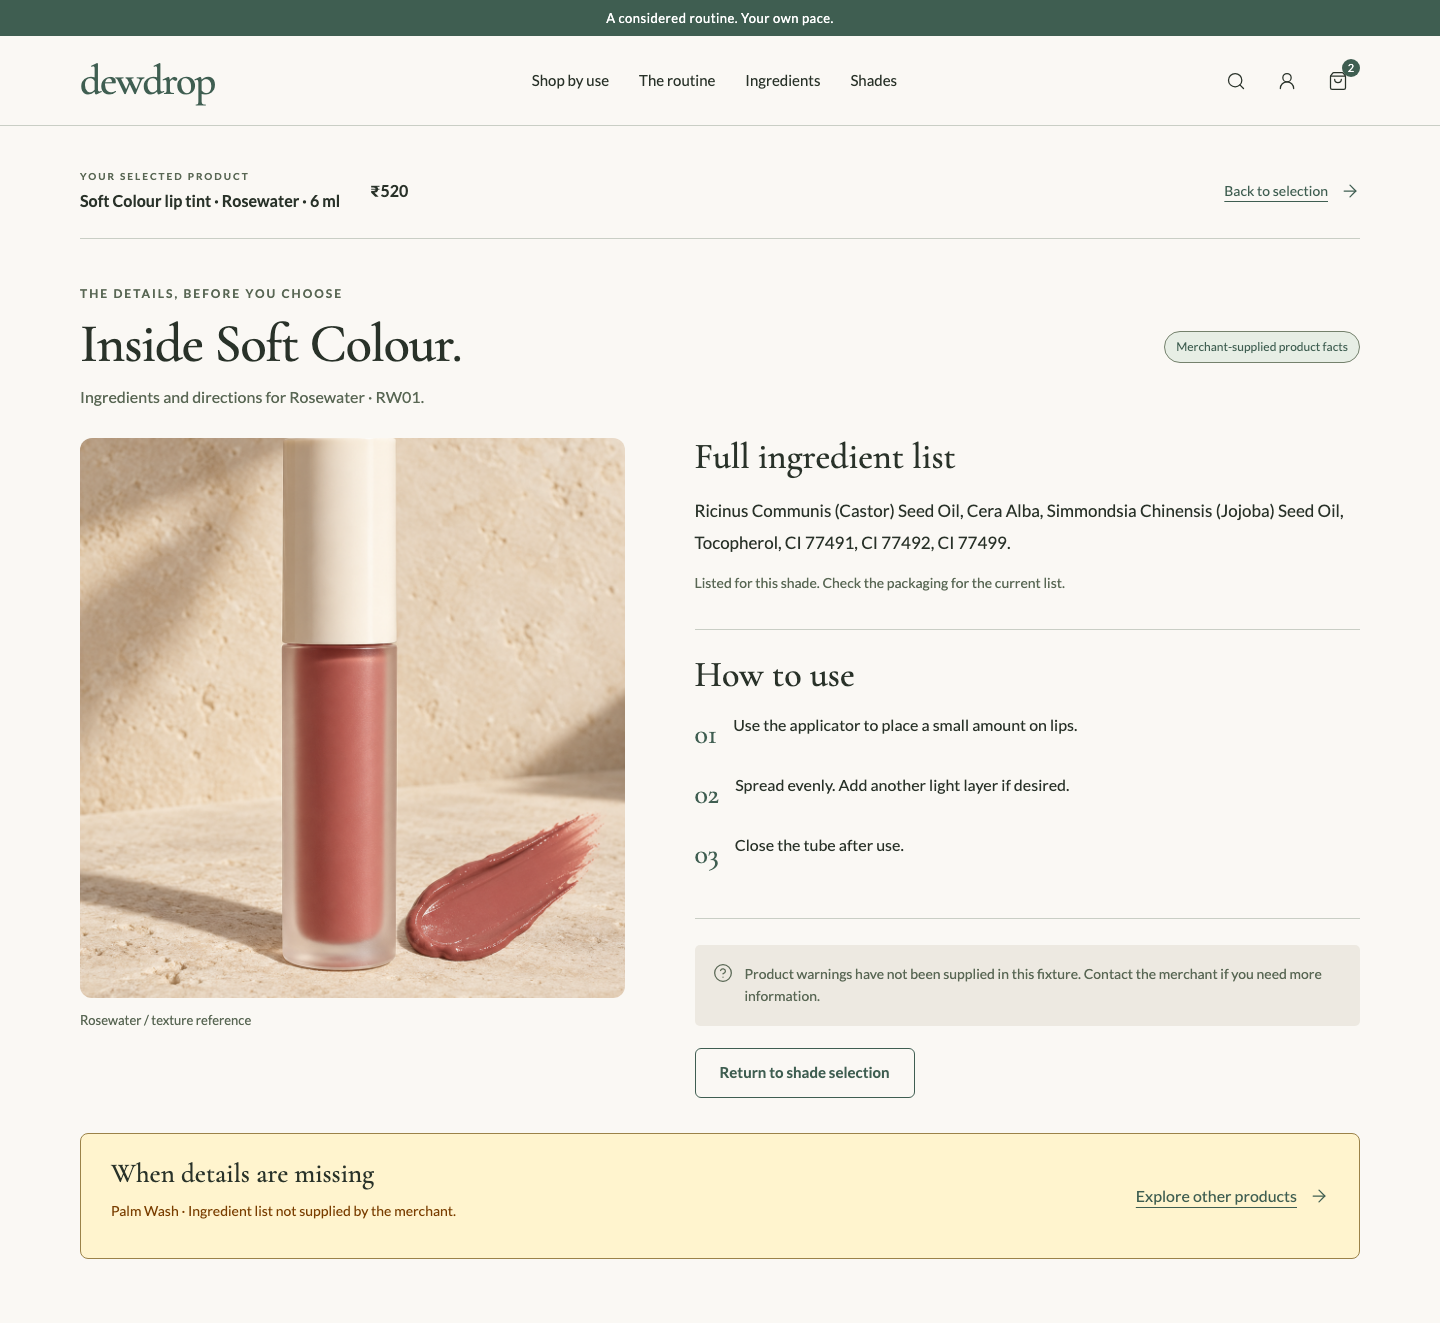 A considered routine. Your own pace.
dewdrop
Shop by use
The routine
Ingredients
Shades
2
YOUR SELECTED PRODUCT
Soft Colour lip tint · Rosewater · 6 ml
₹520
Back to selection
THE DETAILS, BEFORE YOU CHOOSE
Inside Soft Colour.
Merchant-supplied product facts
Ingredients and directions for Rosewater · RW01.
Rosewater / texture reference
Full ingredient list
Ricinus Communis (Castor) Seed Oil, Cera Alba, Simmondsia Chinensis (Jojoba) Seed Oil,
Tocopherol, CI 77491, CI 77492, CI 77499.
Listed for this shade. Check the packaging for the current list.
How to use
01 Use the applicator to place a small amount on lips.
02 Spread evenly. Add another light layer if desired.
03 Close the tube after use.
Product warnings have not been supplied in this fixture. Contact the merchant if you need more
information.
Return to shade selection
When details are missing
Palm Wash · Ingredient list not supplied by the merchant.
Explore other products